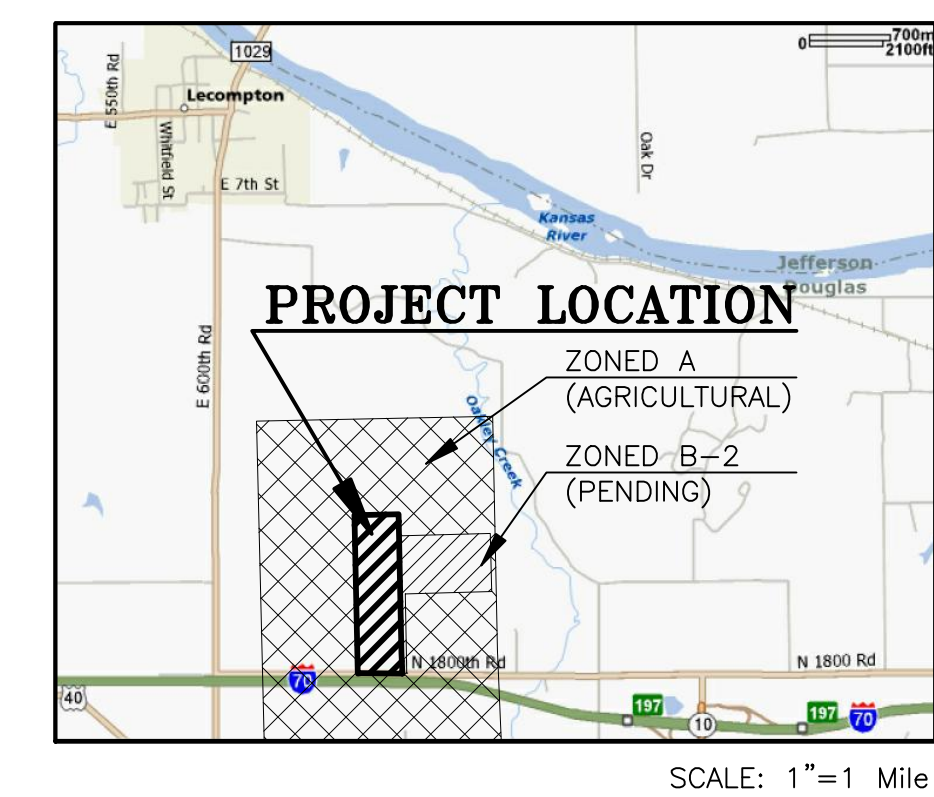 1029
0 700m
2100ft
E 550th Rd
Lecompton
Whitfield St
Oak Dr
E 7th St
Kansas
River
Jefferson
Douglas
PROJECT LOCATION
E 600th Rd
ZONED A
(AGRICULTURAL)
Oakley Creek
ZONED B-2
(PENDING)
N 1800th Rd
N 1800 Rd
70
40
197
10
197
70
SCALE: 1"=1 Mile